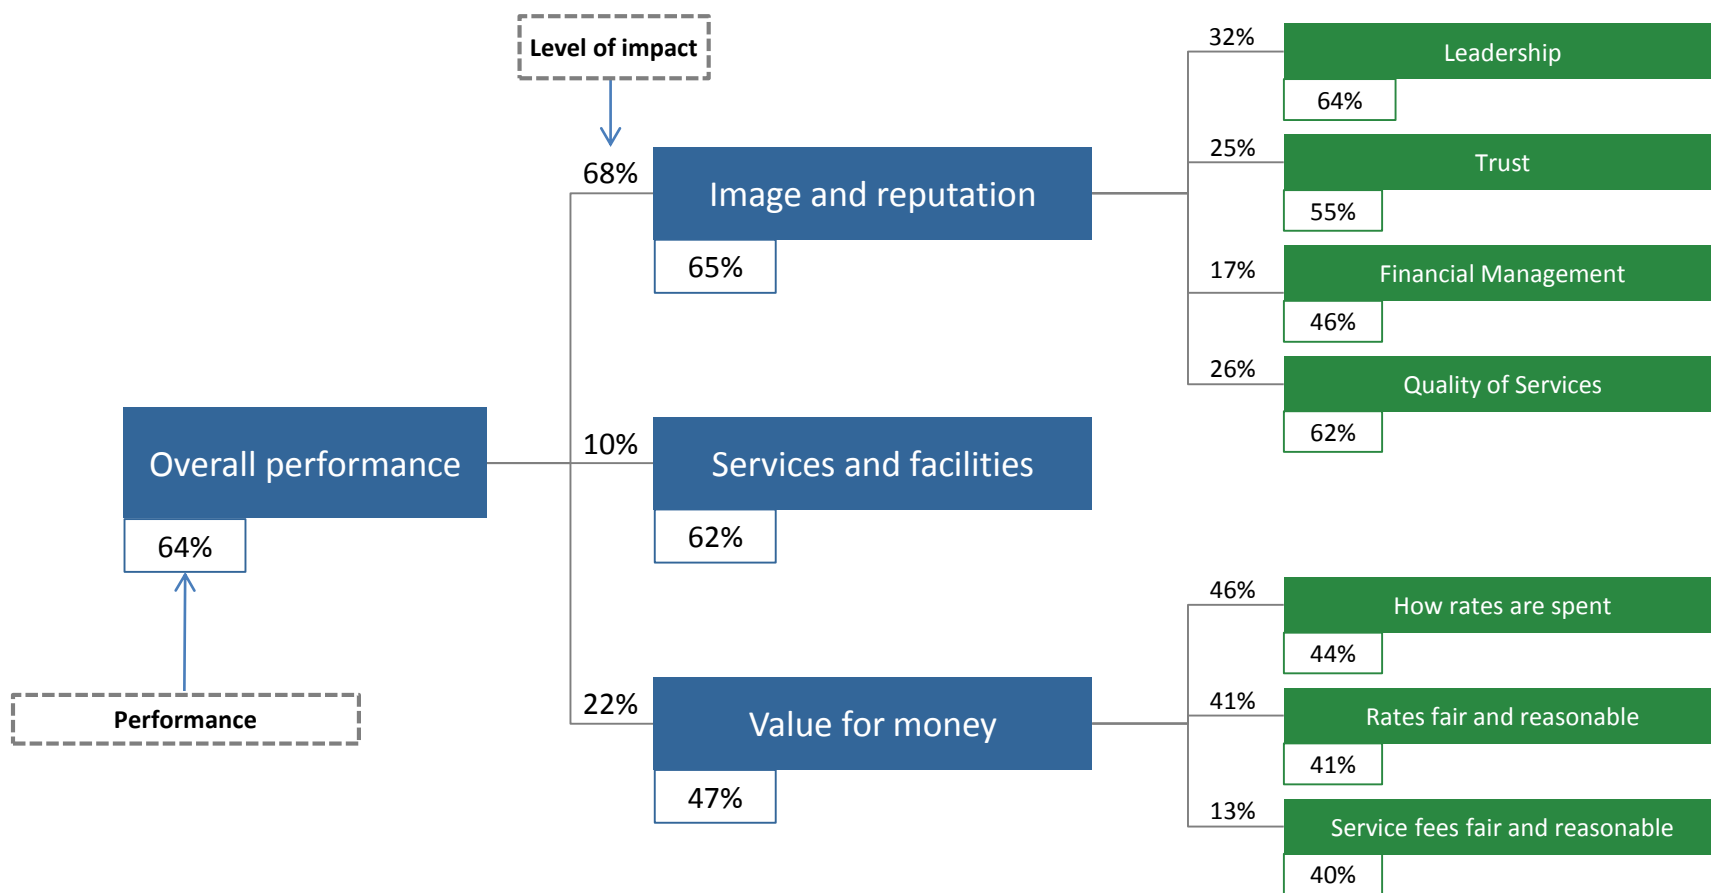 Level of impact
32%
Leadership
64%
25%
Trust
55%
68%
Image and reputation
65%
17%
Financial Management
46%
26%
Quality of Services
62%
Overall performance
64%
10%
Services and facilities
62%
46%
How rates are spent
44%
Performance
22%
Value for money
47%
41%
Rates fair and reasonable
41%
13%
Service fees fair and reasonable
40%